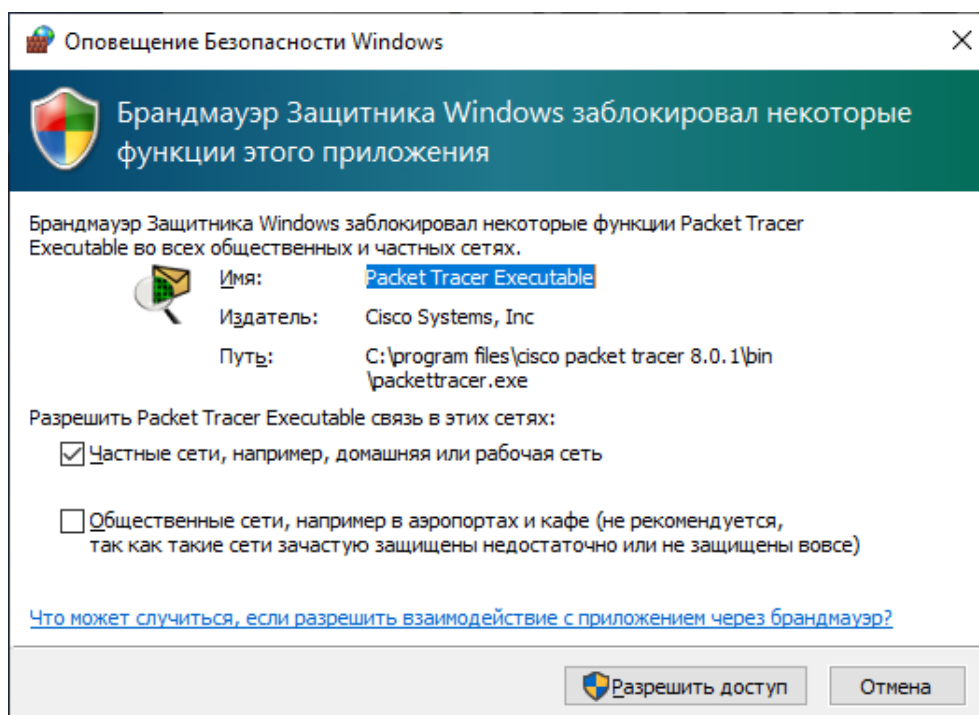 Оповещение Безопасности Windows
Брандмауэр Защитника Windows заблокировал некоторые
функции этого приложения
Брандмауэр Защитника Windows заблокировал некоторые функции Packet Tracer
Executable во всех общественных и частных сетях.
Имя: Packet Tracer Executable
Издатель: Cisco Systems, Inc
Путь: C:\program files\cisco packet tracer 8.0.1\bin
\packettracer.exe
Разрешить Packet Tracer Executable связь в этих сетях:
Частные сети, например, домашняя или рабочая сеть
Общественные сети, например в аэропортах и кафе (не рекомендуется,
так как такие сети зачастую защищены недостаточно или не защищены вовсе)
Что может случиться, если разрешить взаимодействие с приложением через брандмауэр?
Разрешить доступ Отмена